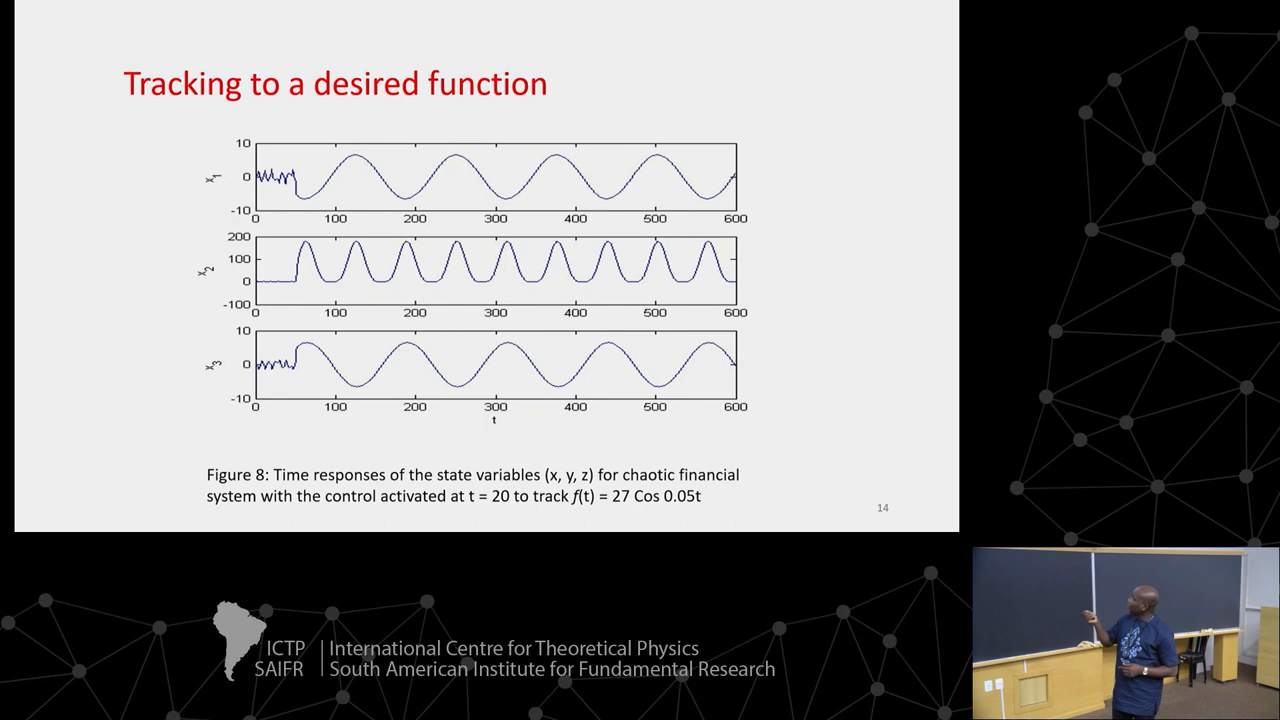 Tracking to a desired function
10
0
-10
x1
0 100 200 300 400 500 600
200
100
0
-100
x2
0 100 200 300 400 500 600
10
0
-10
x3
0 100 200 300 400 500 600
t
Figure 8: Time responses of the state variables (x, y, z) for chaotic financial
system with the control activated at t = 20 to track f(t) = 27 Cos 0.05t
14
ICTP
SAIFR
International Centre for Theoretical Physics
South American Institute for Fundamental Research